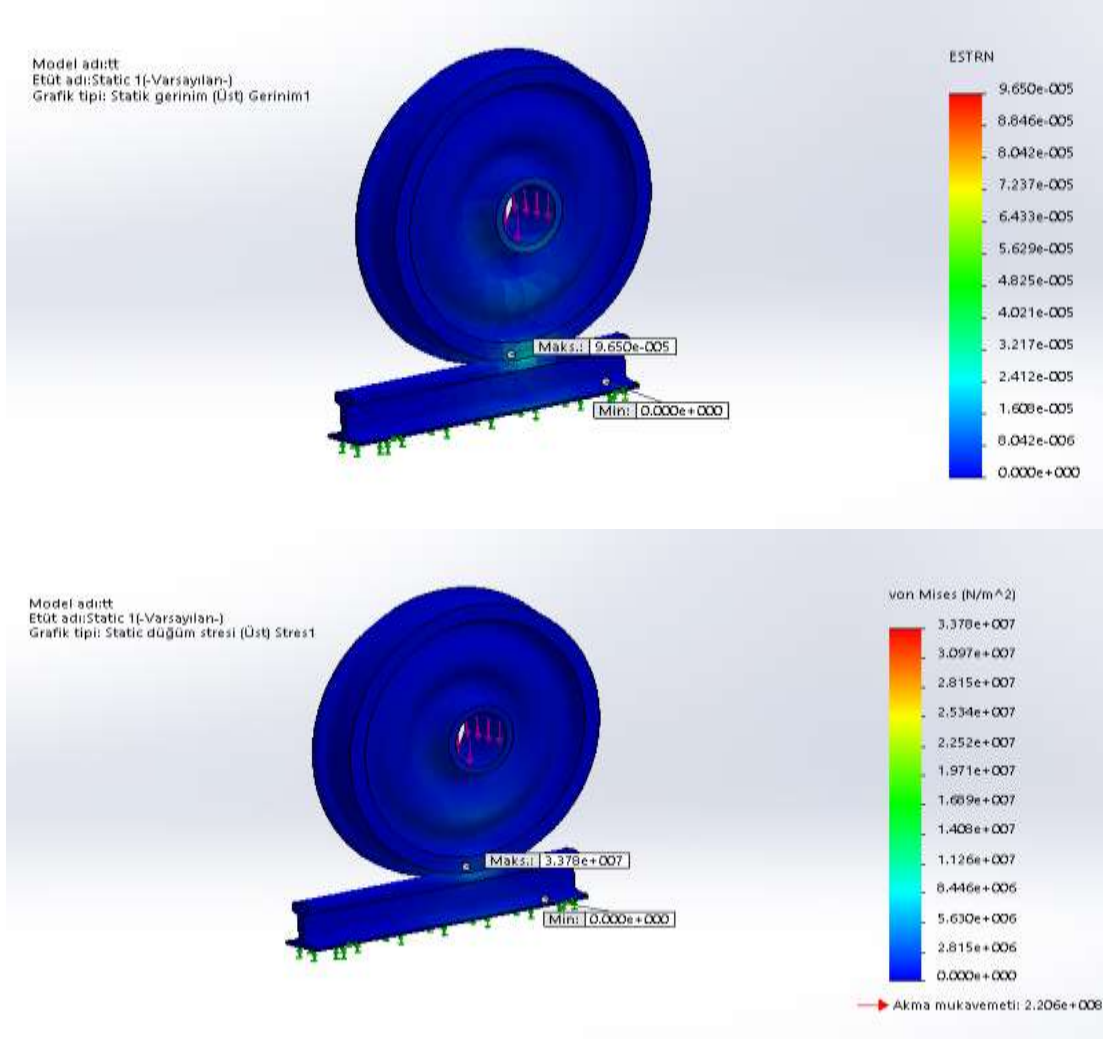 Model adı:tt
Etüt adı:Static 1(-Varsayılan-)
Grafik tipi: Statik gerinim (Üst) Gerinim1
ESTRN
9.650e-005
8.846e-005
8.042e-005
7.237e-005
6.433e-005
5.629e-005
4.825e-005
4.021e-005
3.217e-005
2.412e-005
1.608e-005
8.042e-006
0.000e+000
Maks.: 9.650e-005
Min: 0.000e+000
Model adı:tt
Etüt adı:Static 1(-Varsayılan-)
Grafik tipi: Static düğüm stresi (Üst) Stres1
von Mises (N/m^2)
3.378e+007
3.097e+007
2.815e+007
2.534e+007
2.252e+007
1.971e+007
1.689e+007
1.408e+007
1.126e+007
8.446e+006
5.630e+006
2.815e+006
0.000e+000
Maks.: 3.378e+007
Min: 0.000e+000
Akma mukavemeti: 2.206e+008